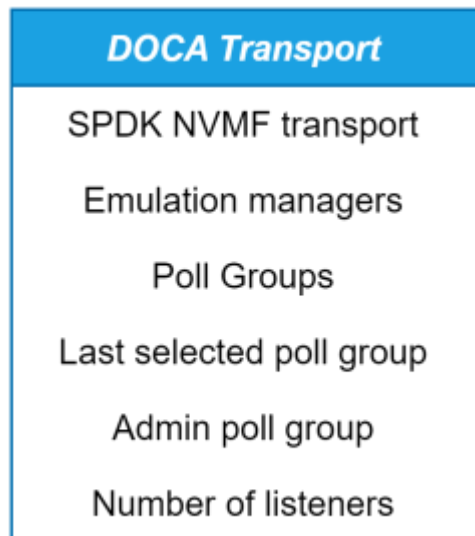 DOCA Transport
SPDK NVMF transport
Emulation managers
Poll Groups
Last selected poll group
Admin poll group
Number of listeners